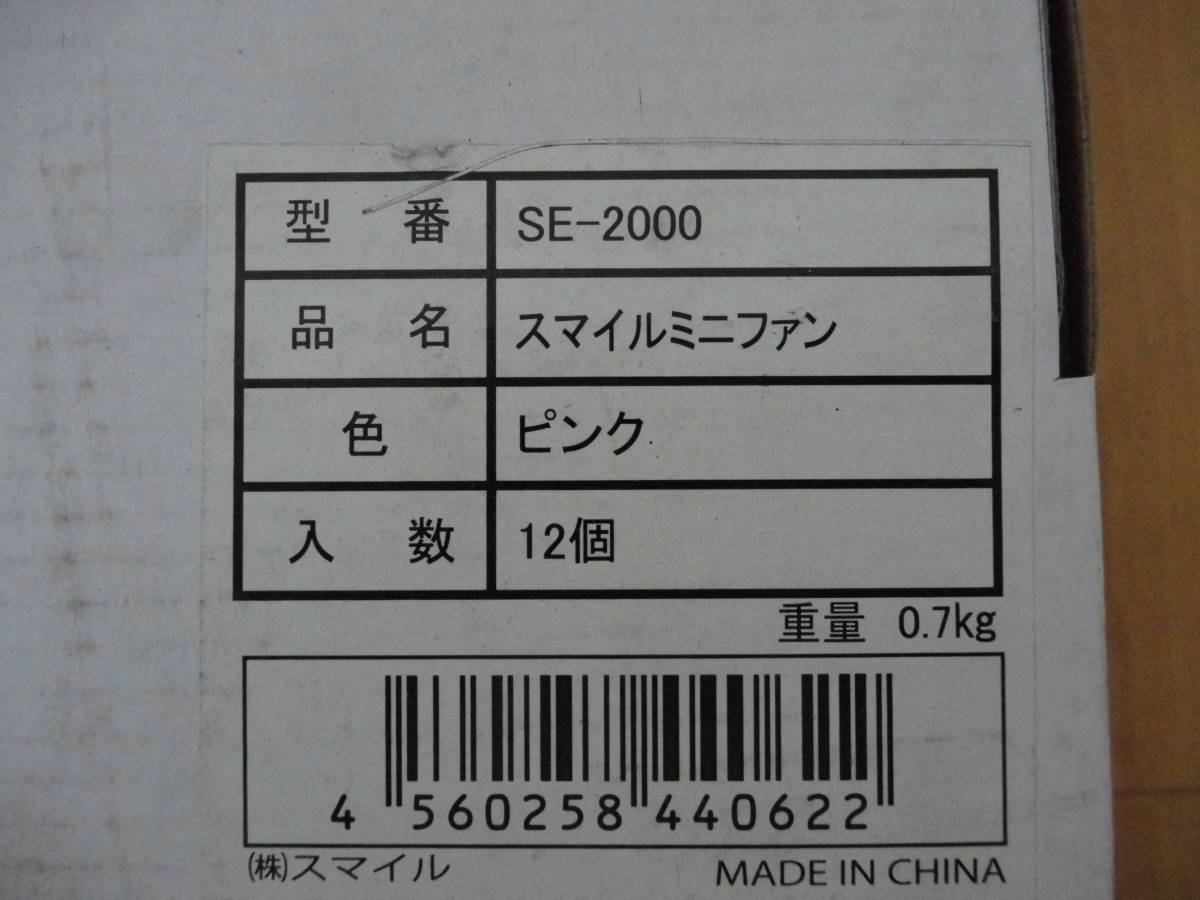 型番 SE-2000
品名 スマイルミニファン
色 ピンク
入数 12個
重量 0.7kg
4 560258 440622
(株)スマイル MADE IN CHINA